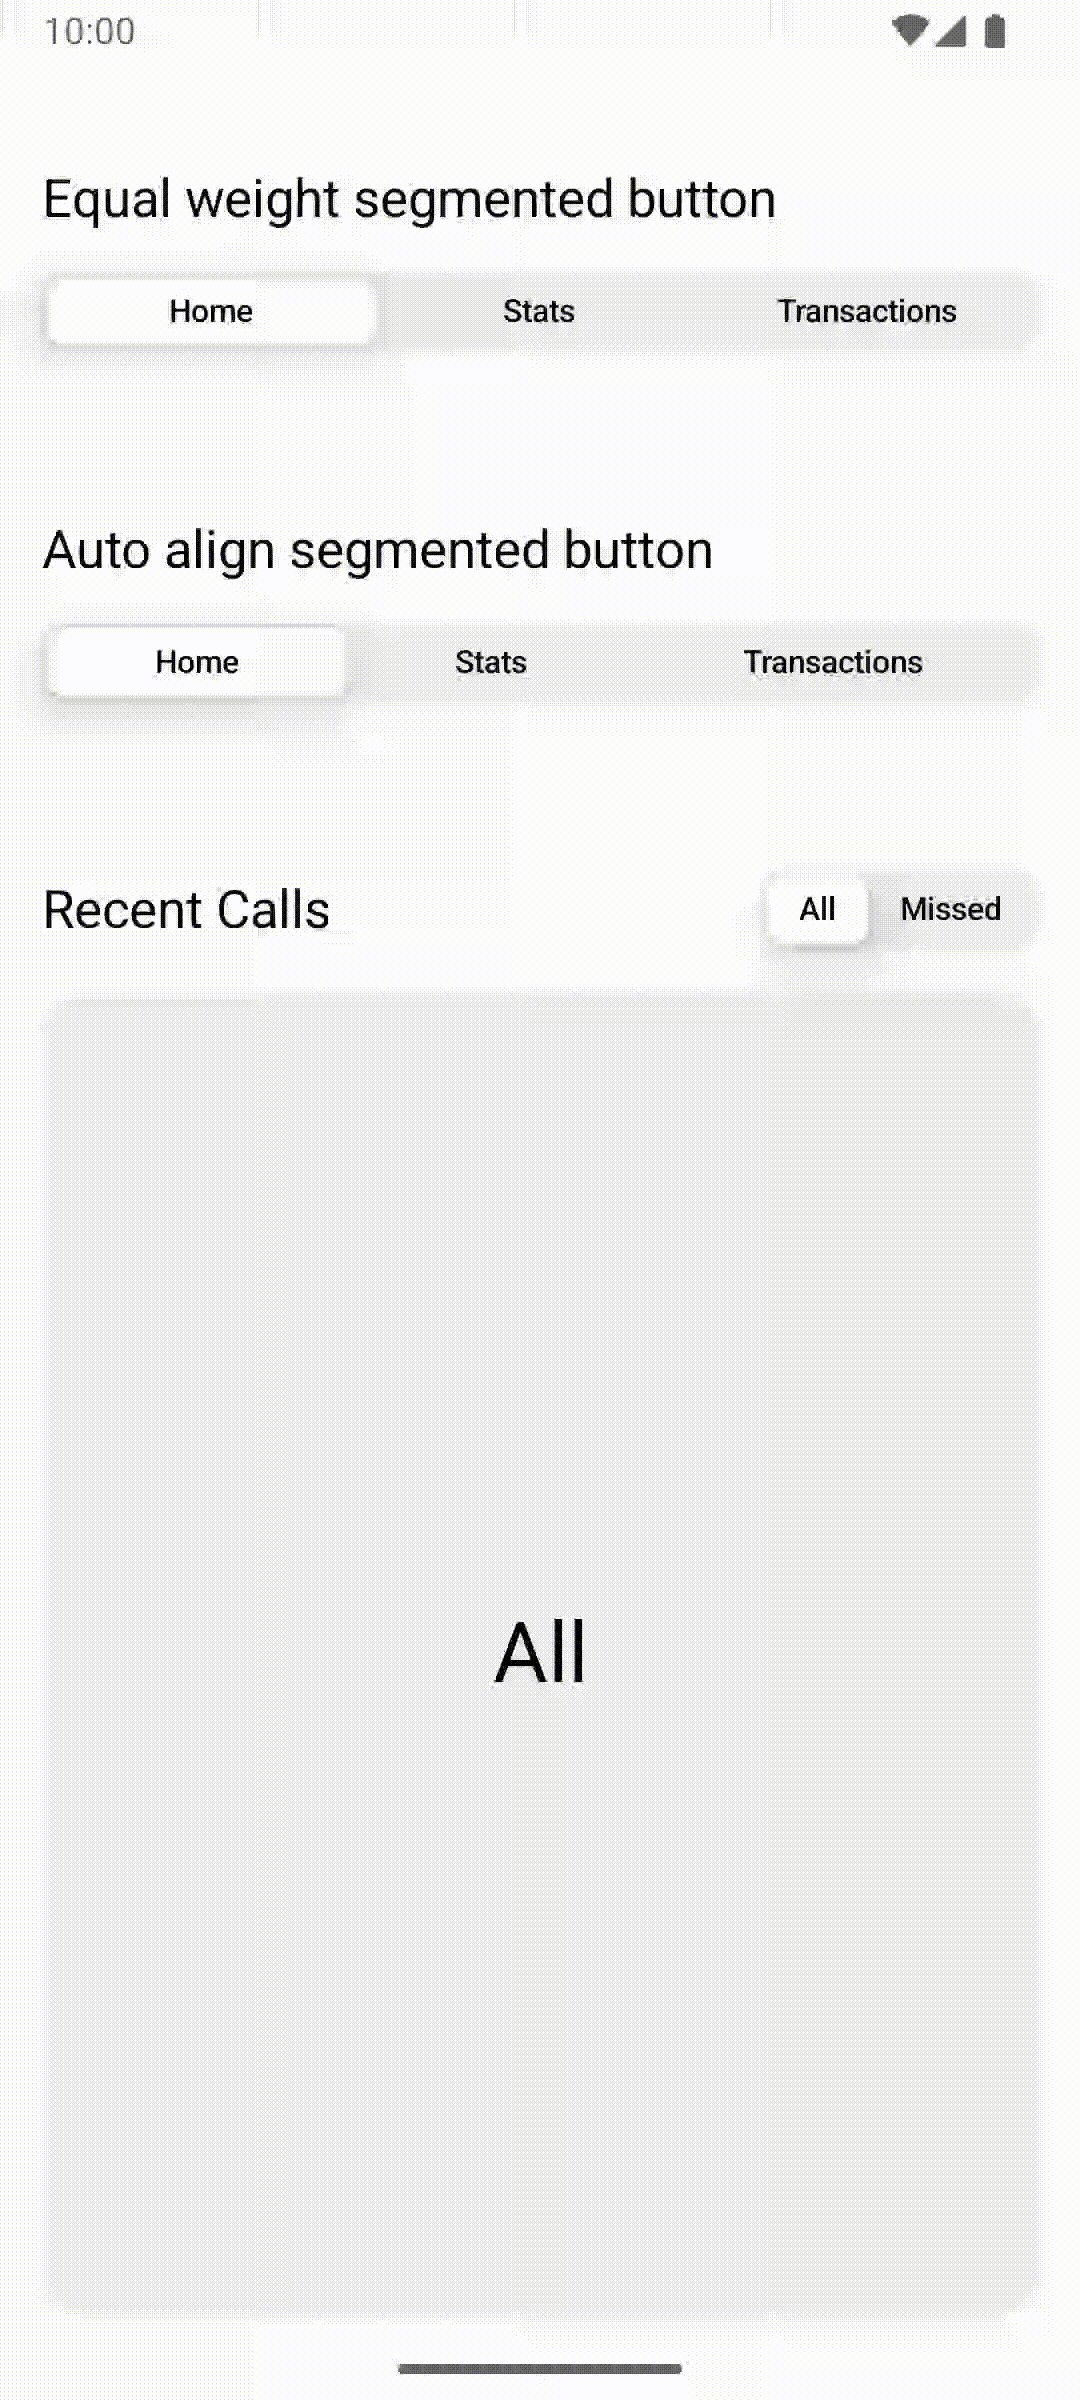 10:00
Equal weight segmented button
Home Stats Transactions
Auto align segmented button
Home Stats Transactions
Recent Calls All Missed
All